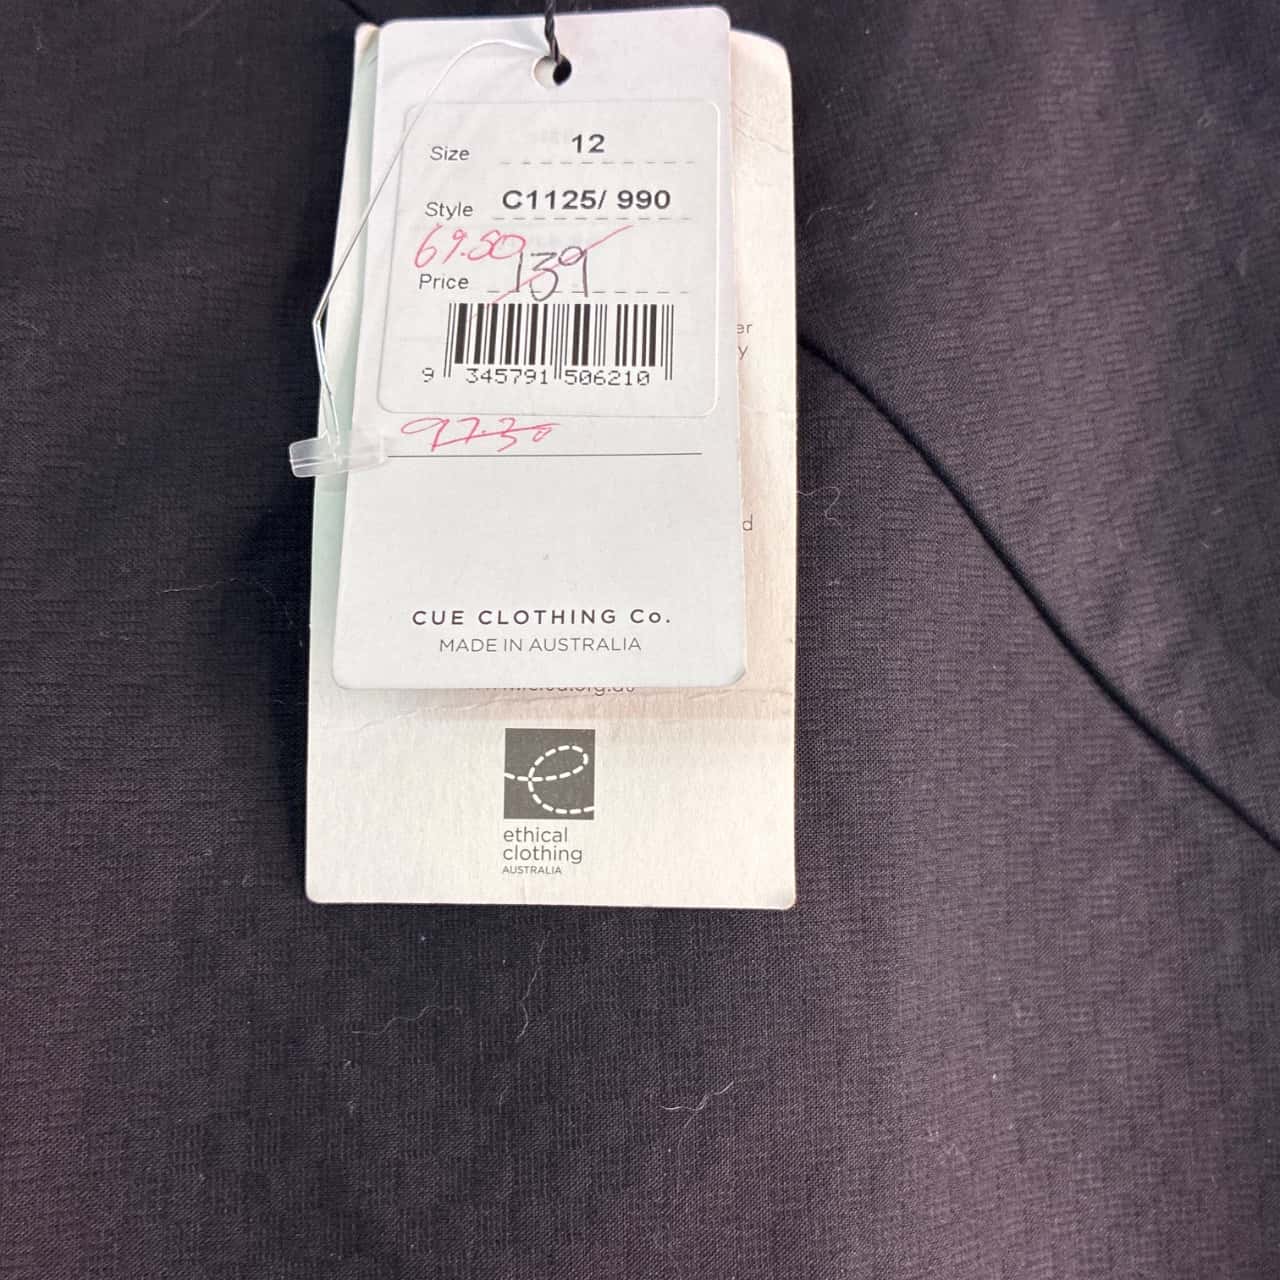 Size 12
Style C1125/ 990
69.50
Price 139
9 345791 506210
97.30
CUE CLOTHING Co.
MADE IN AUSTRALIA
er
y
d
ethical
clothing
AUSTRALIA